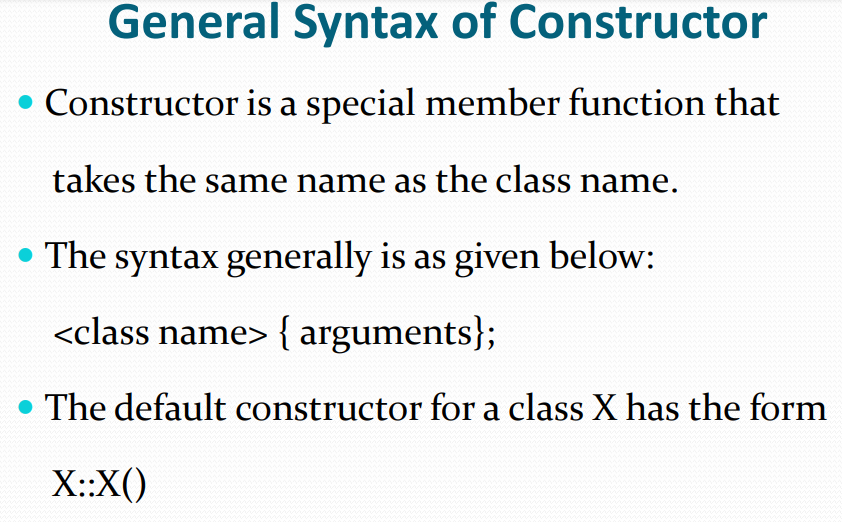 General Syntax of Constructor
• Constructor is a special member function that
takes the same name as the class name.
• The syntax generally is as given below:
<class name> { arguments};
• The default constructor for a class X has the form
X::X()